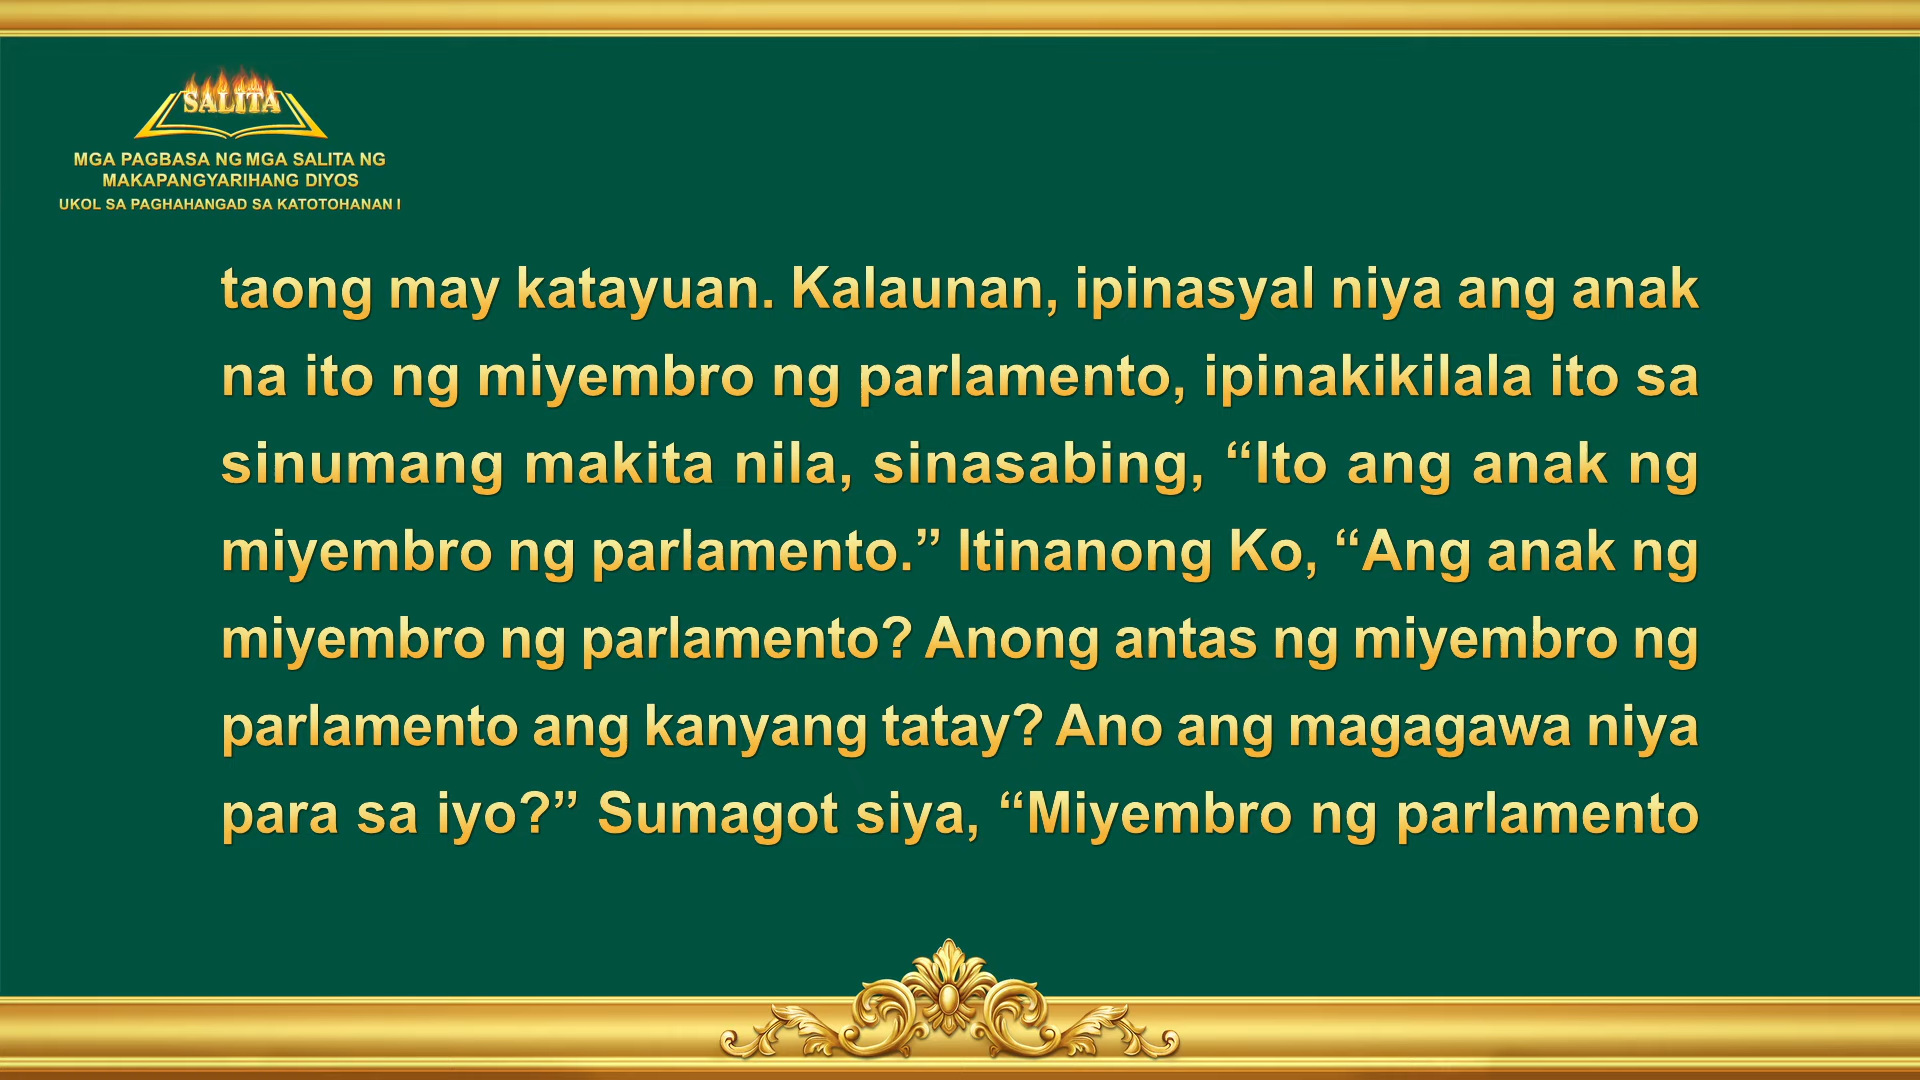 SALITA
MGA PAGBASA NG MGA SALITA NG
MAKAPANGYARIHANG DIYOS
UKOL SA PAGHAHANGAD SA KATOTOHANAN I
taong may katayuan. Kalaunan, ipinasyal niya ang anak
na ito ng miyembro ng parlamento, ipinakikilala ito sa
sinumang makita nila, sinasabing, “Ito ang anak ng
miyembro ng parlamento.” Itinanong Ko, “Ang anak ng
miyembro ng parlamento? Anong antas ng miyembro ng
parlamento ang kanyang tatay? Ano ang magagawa niya
para sa iyo?” Sumagot siya, “Miyembro ng parlamento